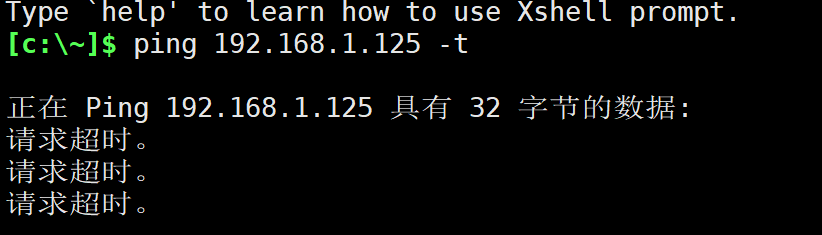 Type `help' to learn how to use Xshell prompt.
[c:\~]$ ping 192.168.1.125 -t
正在 Ping 192.168.1.125 具有 32 字节的数据:
请求超时。
请求超时。
请求超时。